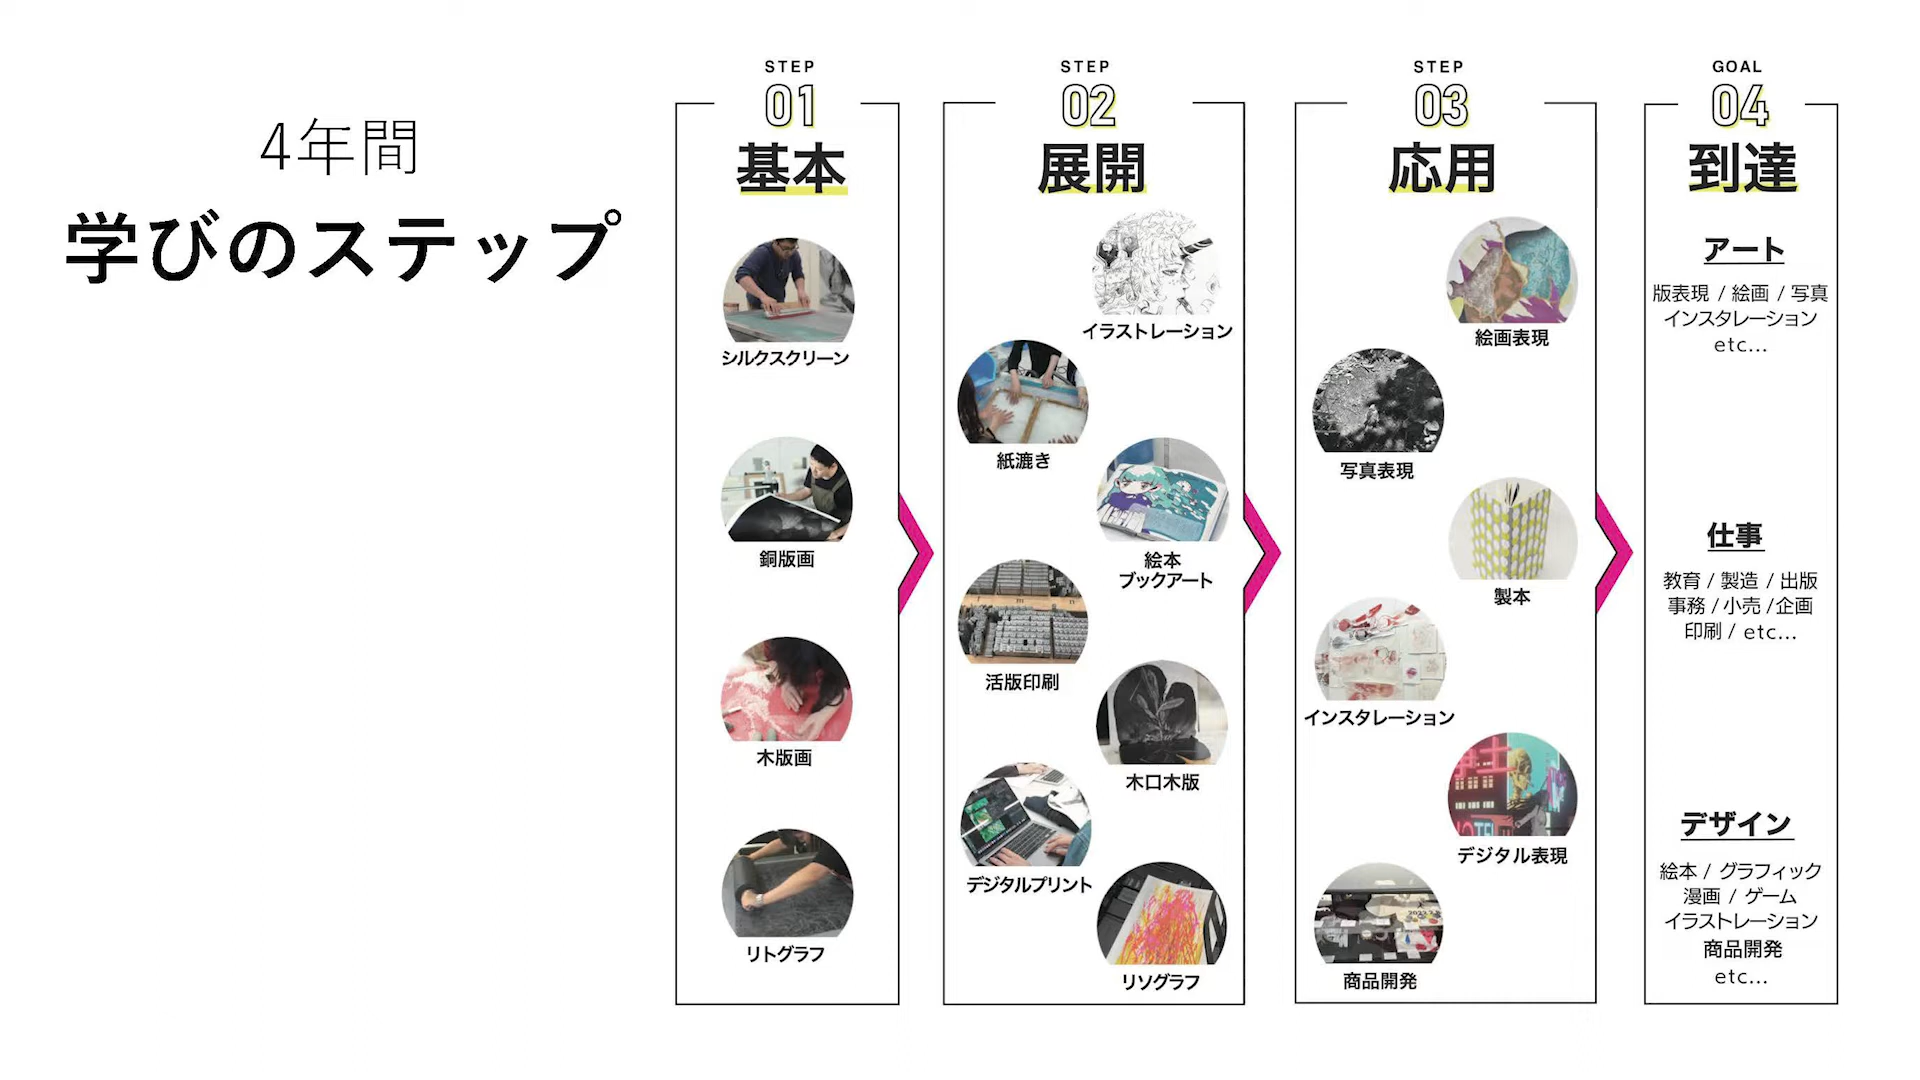 4年間
学びのステップ
STEP
01
基本
シルクスクリーン
銅版画
木版画
リトグラフ
STEP
02
展開
イラストレーション
紙漉き
絵本
ブックアート
活版印刷
木口木版
デジタルプリント
リソグラフ
STEP
03
応用
絵画表現
写真表現
製本
インスタレーション
デジタル表現
商品開発
GOAL
04
到達
アート
版表現 / 絵画 / 写真
インスタレーション
etc...
仕事
教育 / 製造 / 出版
事務 / 小売 / 企画
印刷 / etc...
デザイン
絵本 / グラフィック
漫画 / ゲーム
イラストレーション
商品開発
etc...